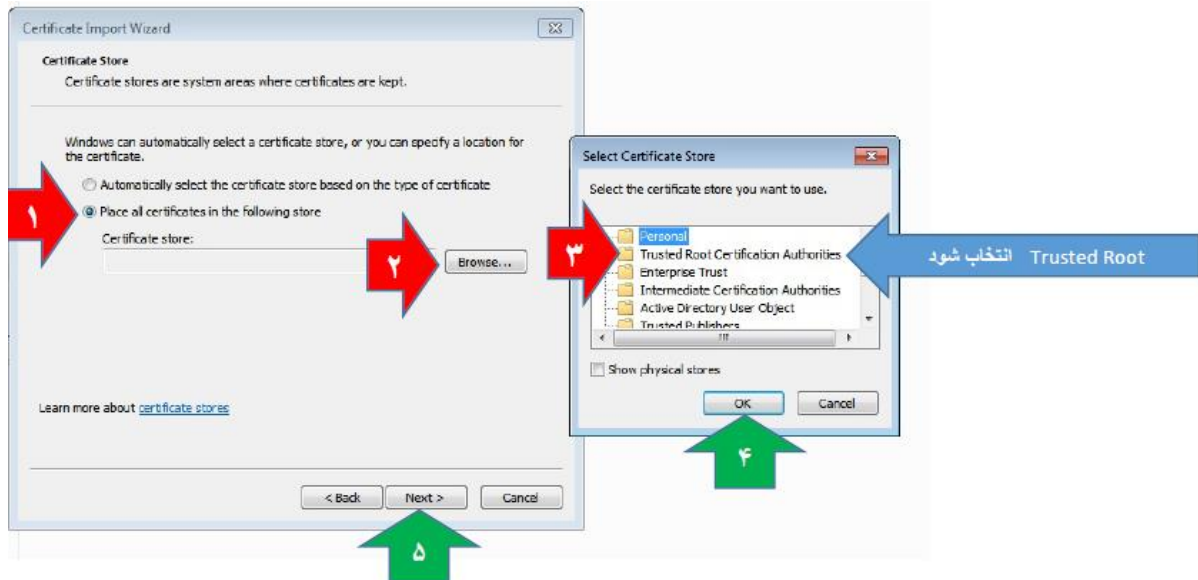 Certificate Import Wizard
Certificate Store
Certificate stores are system areas where certificates are kept.
Windows can automatically select a certificate store, or you can specify a location for
the certificate.
Automatically select the certificate store based on the type of certificate
۱
Place all certificates in the following store
Certificate store:
۲
Browse...
Learn more about certificate stores
< Back
Next >
Cancel
۵
Select Certificate Store
Select the certificate store you want to use.
۳
Personal
Trusted Root Certification Authorities
Enterprise Trust
Intermediate Certification Authorities
Active Directory User Object
Trusted Publishers
Trusted Root انتخاب شود
Show physical stores
OK
Cancel
۴